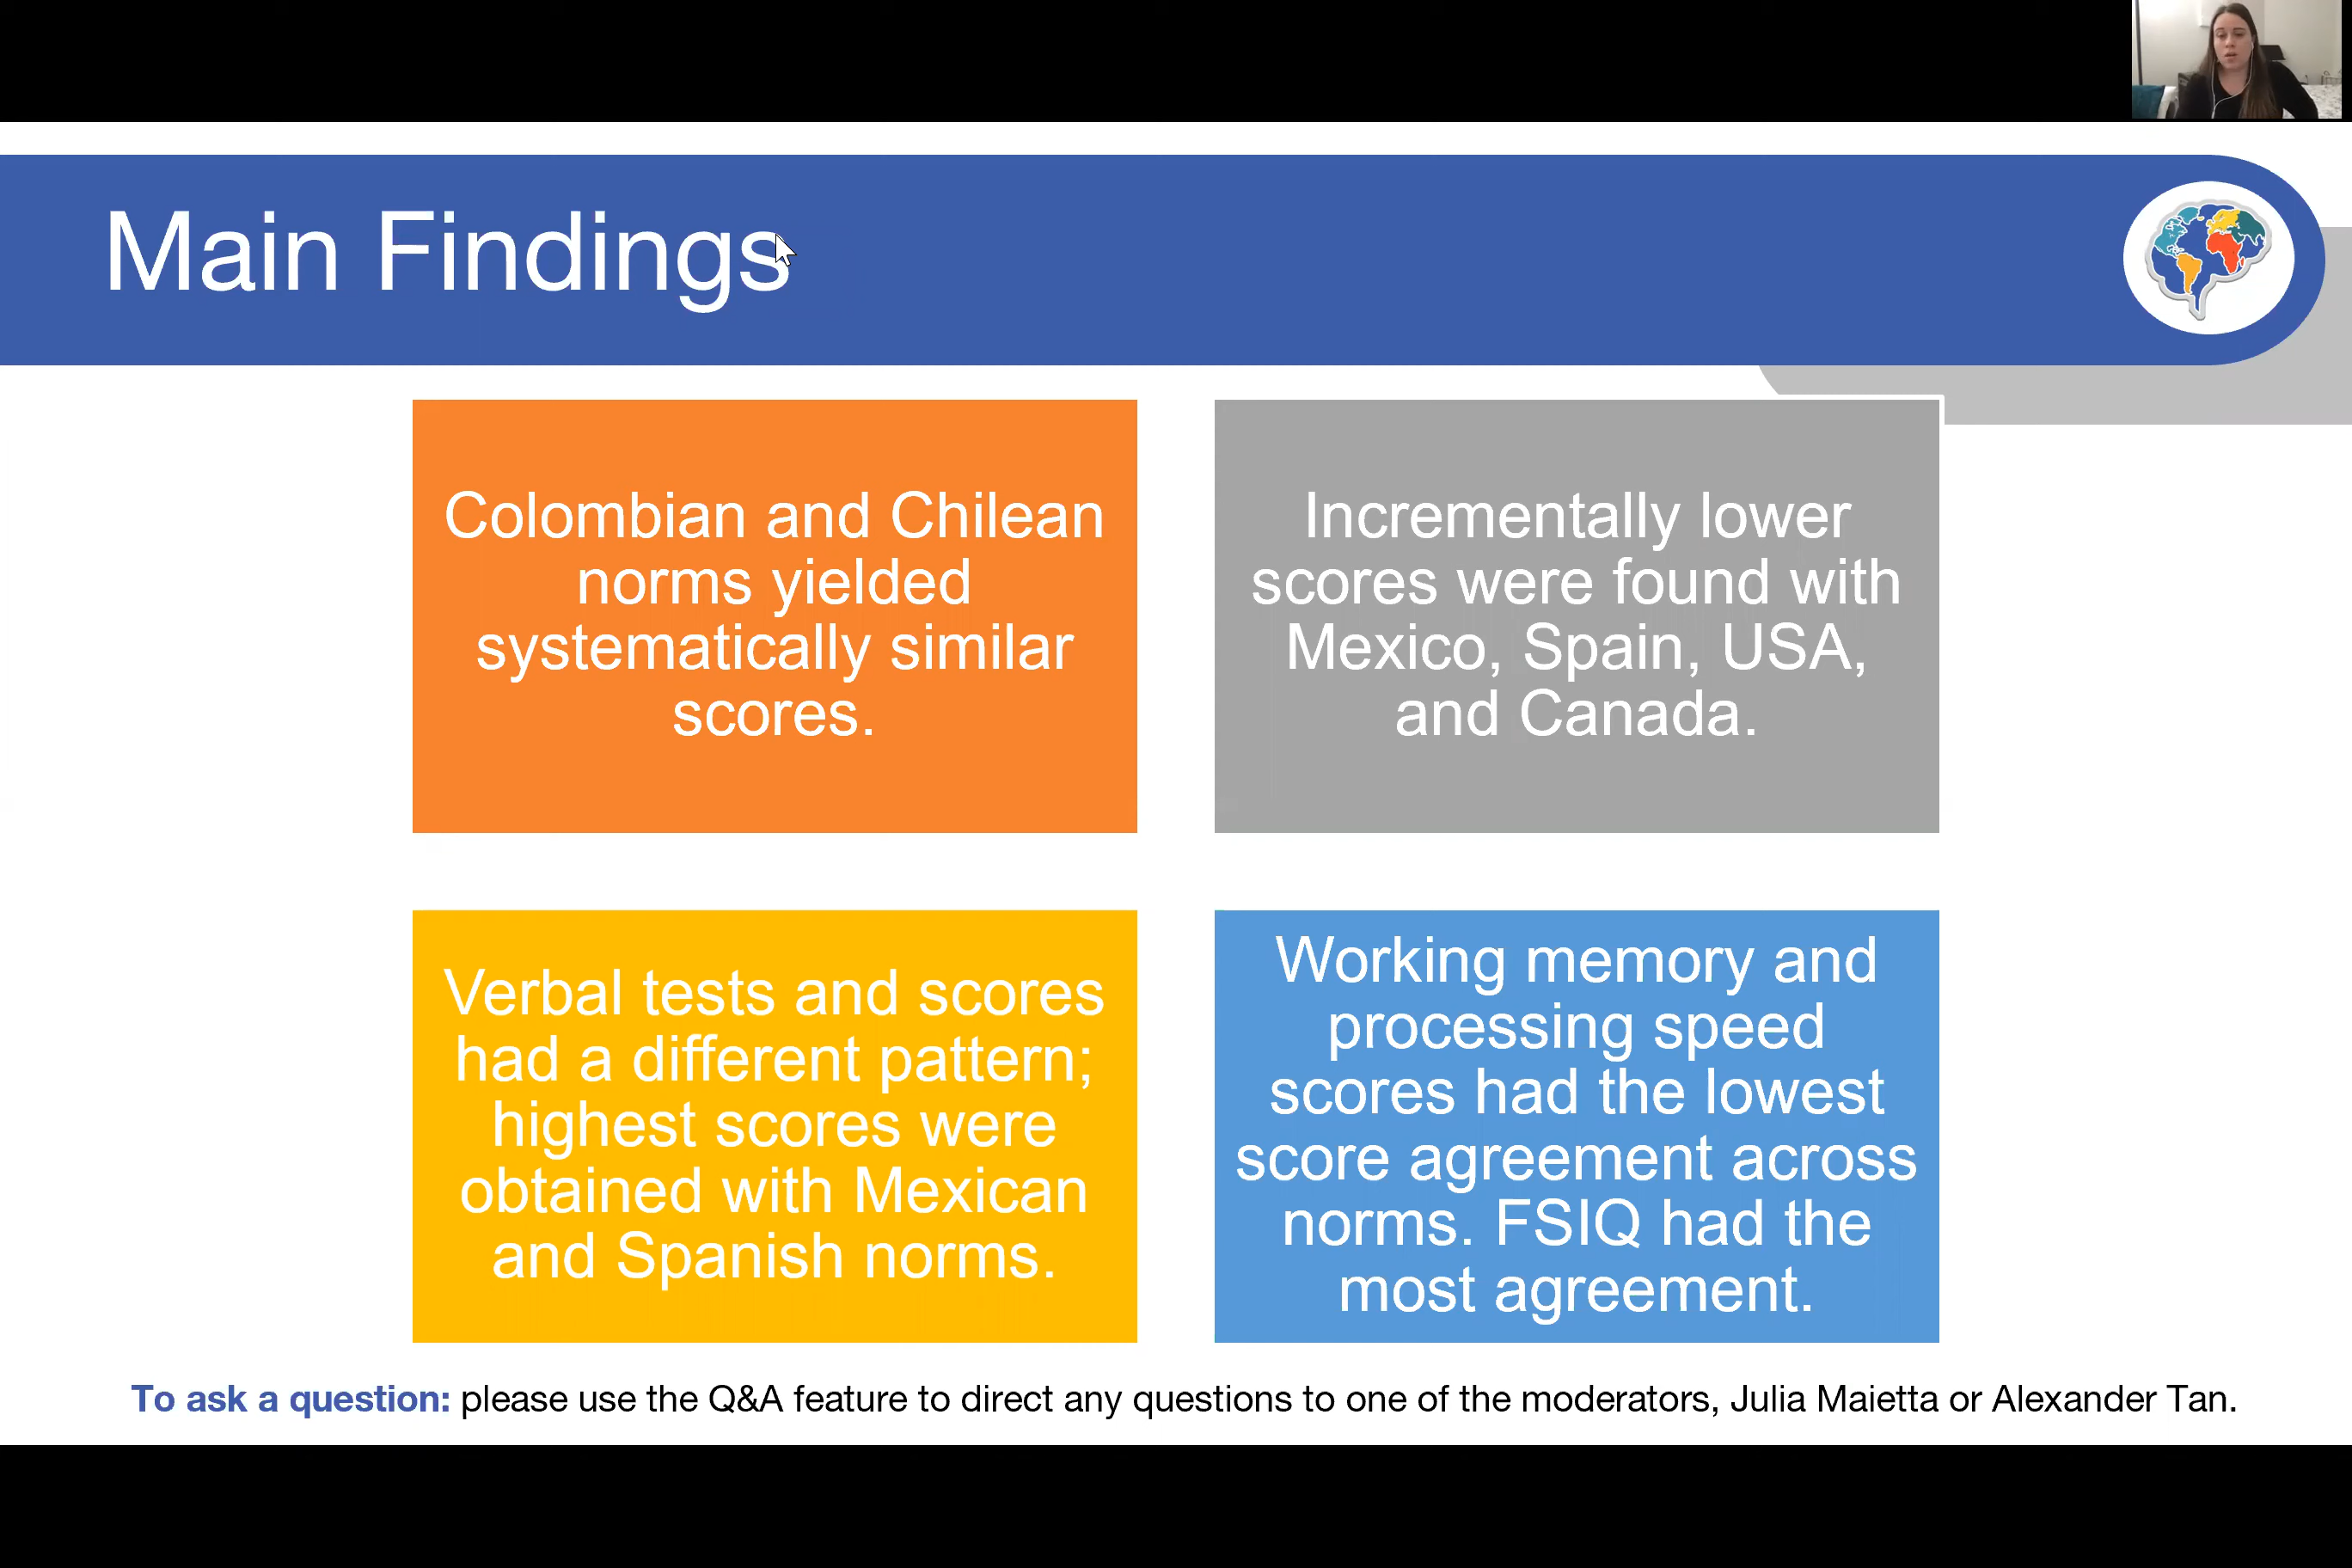 Main Findings
Colombian and Chilean
norms yielded
systematically similar
scores.
Incrementally lower
scores were found with
Mexico, Spain, USA,
and Canada.
Verbal tests and scores
had a different pattern;
highest scores were
obtained with Mexican
and Spanish norms.
Working memory and
processing speed
scores had the lowest
score agreement across
norms. FSIQ had the
most agreement.
To ask a question: please use the Q&A feature to direct any questions to one of the moderators, Julia Maietta or Alexander Tan.